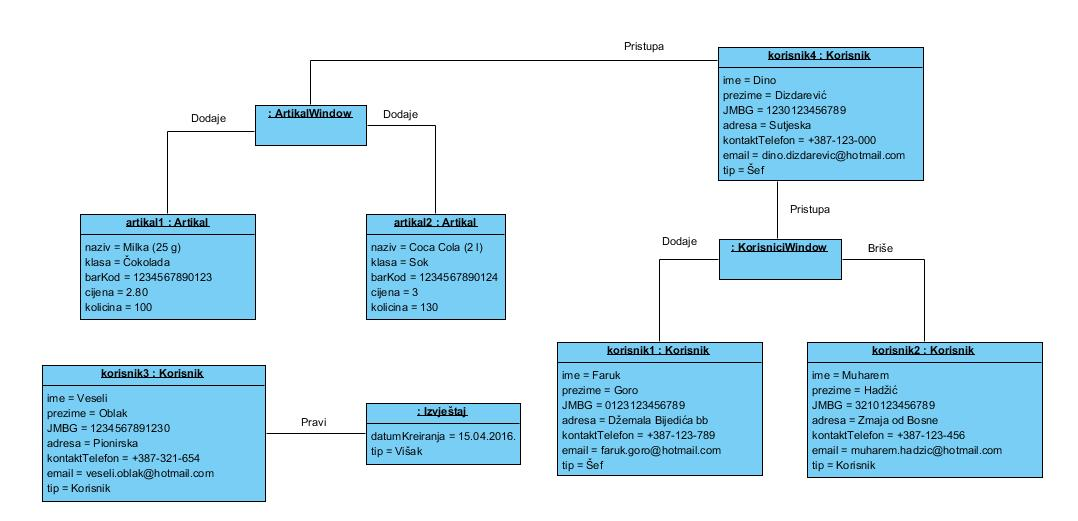 Pristupa
korisnik4 : Korisnik
ime = Dino
prezime = Dizdarević
JMBG = 1230123456789
adresa = Sutjeska
kontaktTelefon = +387-123-000
email = dino.dizdarevic@hotmail.com
tip = Šef
: ArtikalWindow
Dodaje
Dodaje
artikal1 : Artikal
naziv = Milka (25 g)
klasa = Čokolada
barKod = 1234567890123
cijena = 2.80
kolicina = 100
artikal2 : Artikal
naziv = Coca Cola (2 l)
klasa = Sok
barKod = 1234567890124
cijena = 3
kolicina = 130
Pristupa
: KorisniciWindow
Dodaje
Briše
korisnik1 : Korisnik
ime = Faruk
prezime = Goro
JMBG = 0123123456789
adresa = Džemala Bijedića bb
kontaktTelefon = +387-123-789
email = faruk.goro@hotmail.com
tip = Šef
korisnik2 : Korisnik
ime = Muharem
prezime = Hadžić
JMBG = 3210123456789
adresa = Zmaja od Bosne
kontaktTelefon = +387-123-456
email = muharem.hadzic@hotmail.com
tip = Korisnik
korisnik3 : Korisnik
ime = Veseli
prezime = Oblak
JMBG = 1234567891230
adresa = Pionirska
kontaktTelefon = +387-321-654
email = veseli.oblak@hotmail.com
tip = Korisnik
Pravi
: Izvještaj
datumKreiranja = 15.04.2016.
tip = Višak